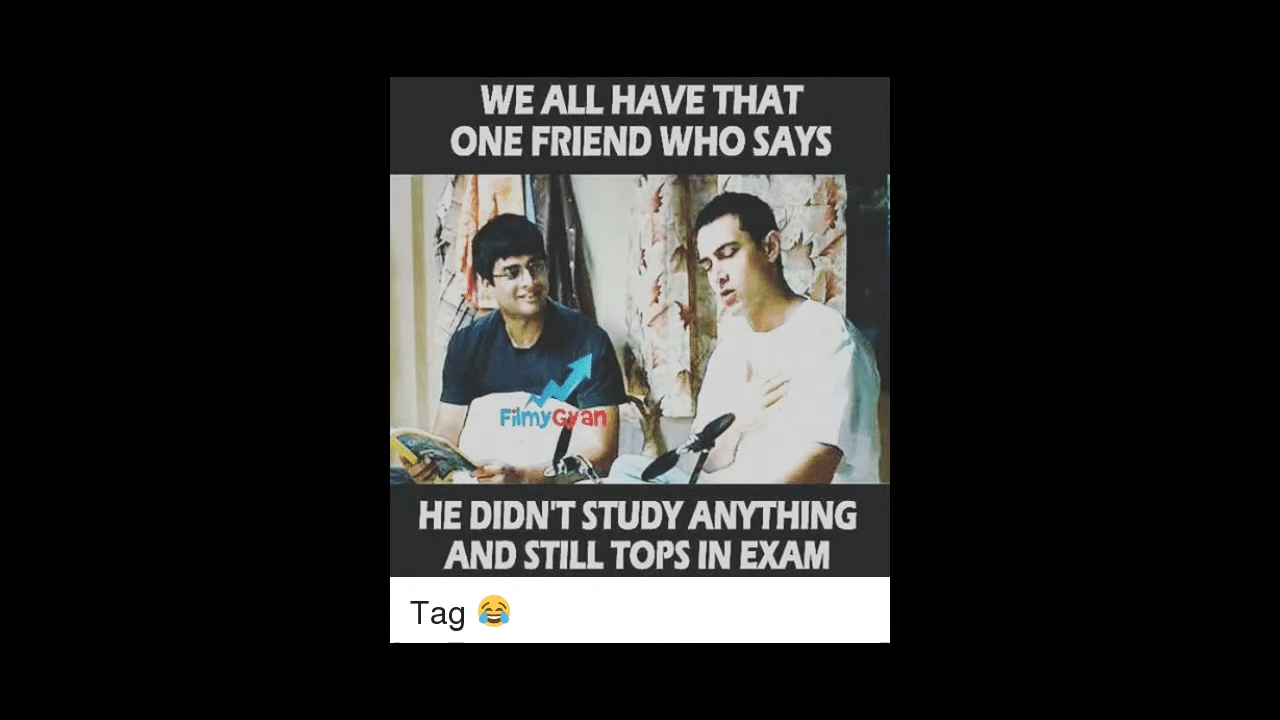 WE ALL HAVE THAT
ONE FRIEND WHO SAYS
FilmyGyan
HE DIDN'T STUDY ANYTHING
AND STILL TOPS IN EXAM
Tag 😂